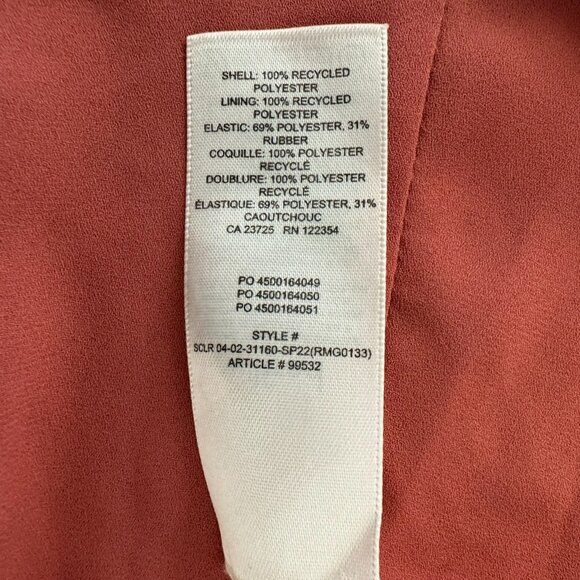 SHELL: 100% RECYCLED
POLYESTER
LINING: 100% RECYCLED
POLYESTER
ELASTIC: 69% POLYESTER, 31%
RUBBER
COQUILLE: 100% POLYESTER
RECYCLÉ
DOUBLURE: 100% POLYESTER
RECYCLÉ
ÉLASTIQUE: 69% POLYESTER, 31%
CAOUTCHOUC
CA 23725 RN 122354
PO 4500164049
PO 4500164050
PO 4500164051
STYLE #
SCLR 04-02-31160-SP22(RMG0133)
ARTICLE # 99532